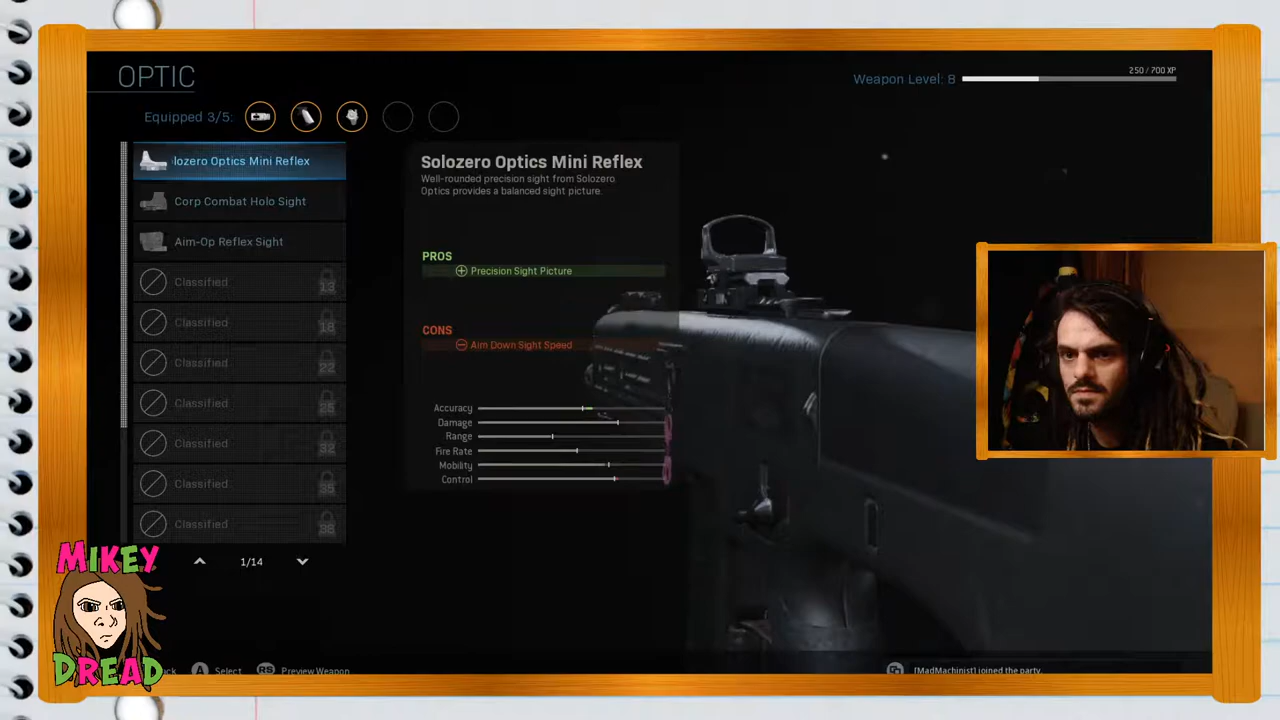 OPTIC
Weapon Level: 8
250 / 700 XP
Equipped 3/5:
lozero Optics Mini Reflex
Corp Combat Holo Sight
Aim-Op Reflex Sight
Classified 13
Classified 18
Classified 22
Classified 25
Classified 32
Classified 35
Classified 38
1/14
Solozero Optics Mini Reflex
Well-rounded precision sight from Solozero
Optics provides a balanced sight picture.
PROS
Precision Sight Picture
CONS
Aim Down Sight Speed
Accuracy
Damage
Range
Fire Rate
Mobility
Control
MIKEY
DREAD
A Select
RS Preview Weapon
[MadMachinist] joined the party.